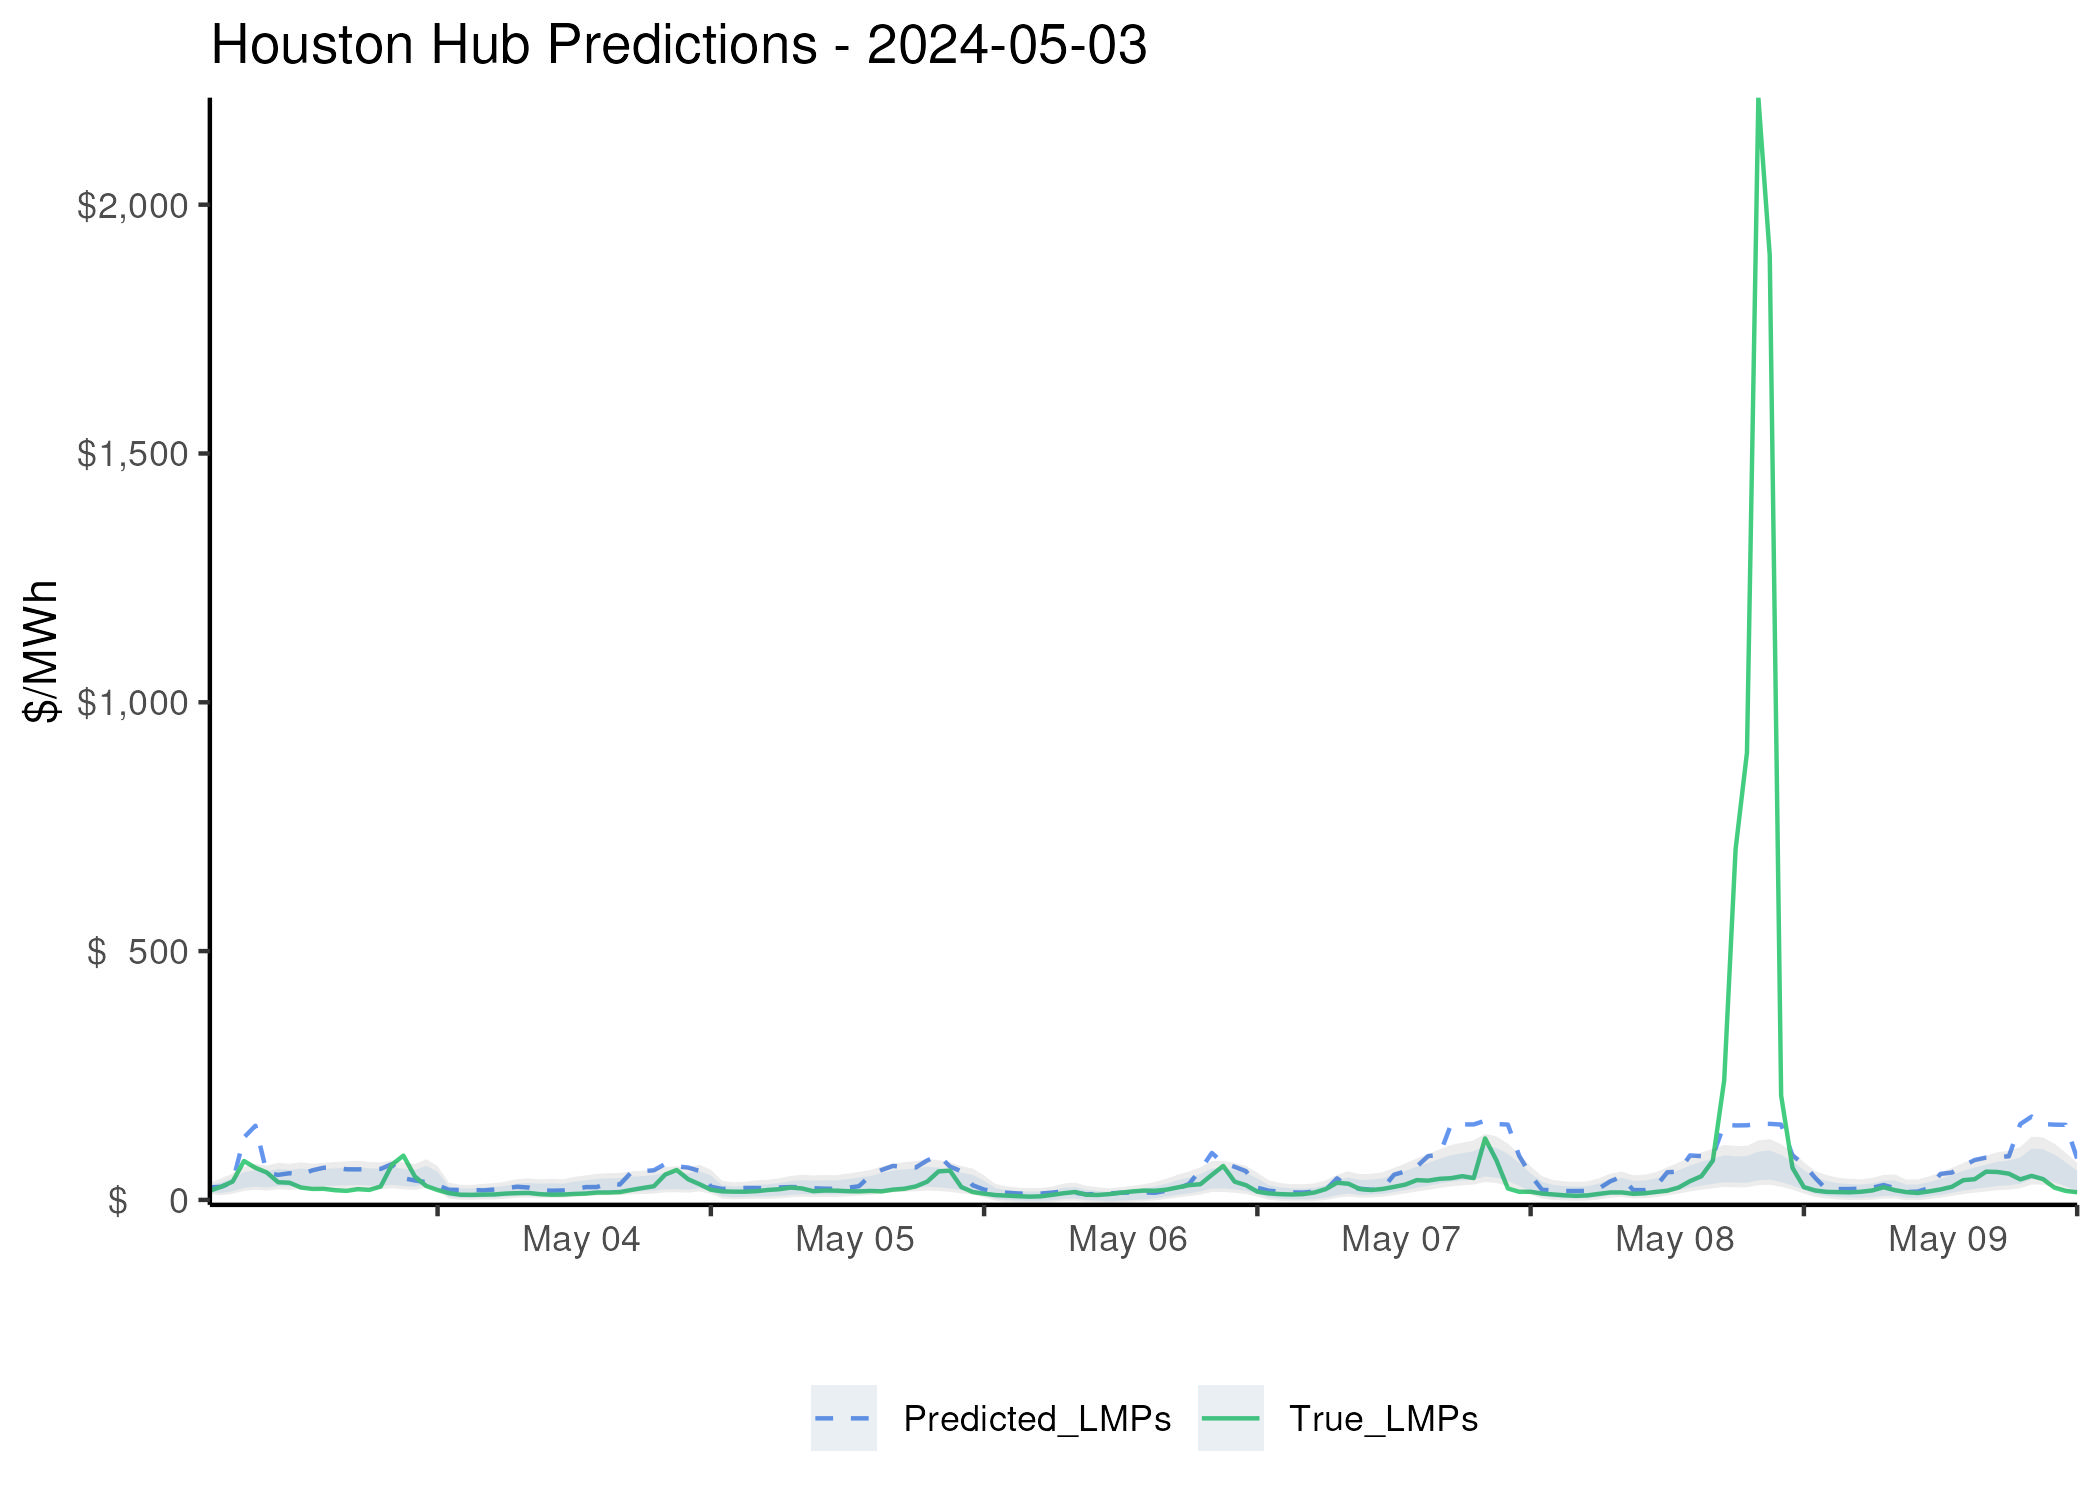 Houston Hub Predictions - 2024-05-03
$/MWh
$2,000
$1,500
$1,000
$ 500
$ 0
May 04 May 05 May 06 May 07 May 08 May 09
Predicted_LMPs True_LMPs